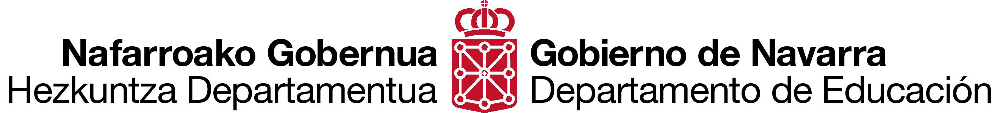 Nafarroako Gobernua
Hezkuntza Departamentua
Gobierno de Navarra
Departamento de Educación